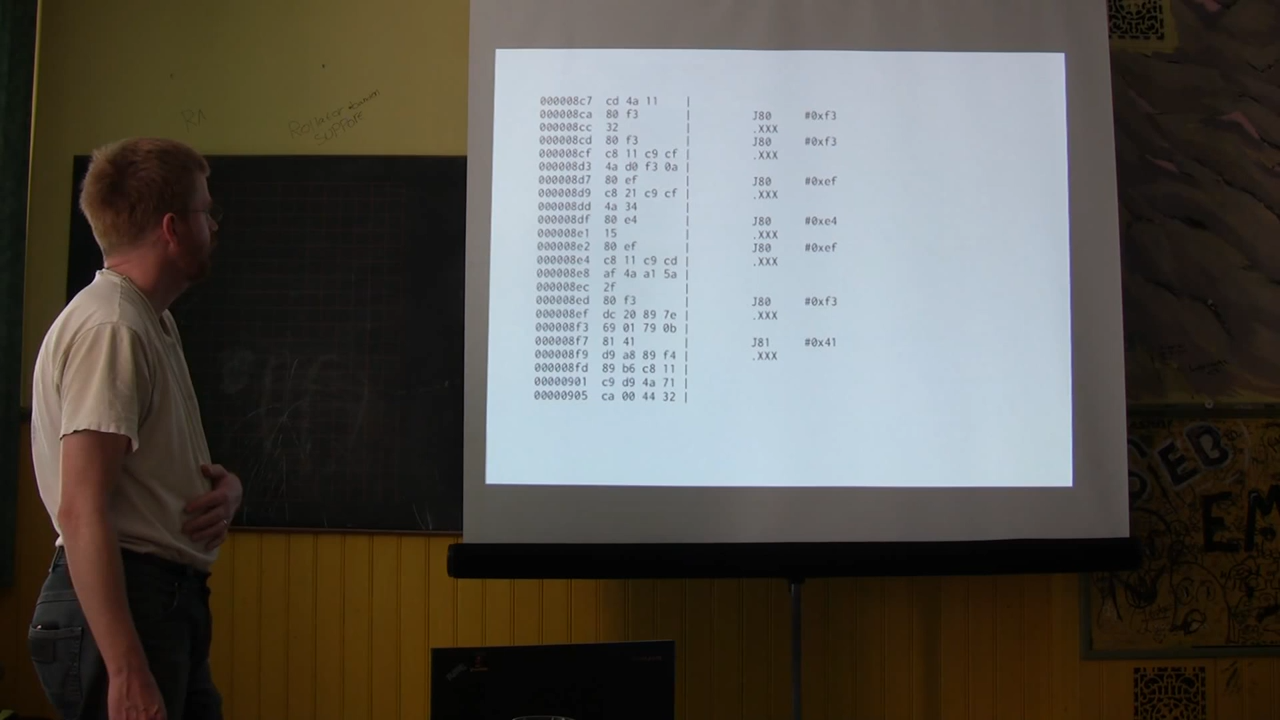 RA
Rollator
SUPPORT
000008c7 cd 4a 11 |
000008ca 80 f3 | J80 #0xf3
000008cc 32 | .XXX
000008cd 80 f3 | J80 #0xf3
000008cf c8 11 c9 cf | .XXX
000008d3 4a d0 f3 0a |
000008d7 80 ef | J80 #0xef
000008d9 c8 21 c9 cf | .XXX
000008dd 4a 34 |
000008df 80 e4 | J80 #0xe4
000008e1 15 | .XXX
000008e2 80 ef | J80 #0xef
000008e4 c8 11 c9 cd | .XXX
000008e8 af 4a a1 5a |
000008ec 2f |
000008ed 80 f3 | J80 #0xf3
000008ef dc 20 89 7e | .XXX
000008f3 69 01 79 0b |
000008f7 81 41 | J81 #0x41
000008f9 d9 a8 89 f4 | .XXX
000008fd 89 b6 c8 11 |
00000901 c9 d9 4a 71 |
00000905 ca 00 44 32 |
EB
EM